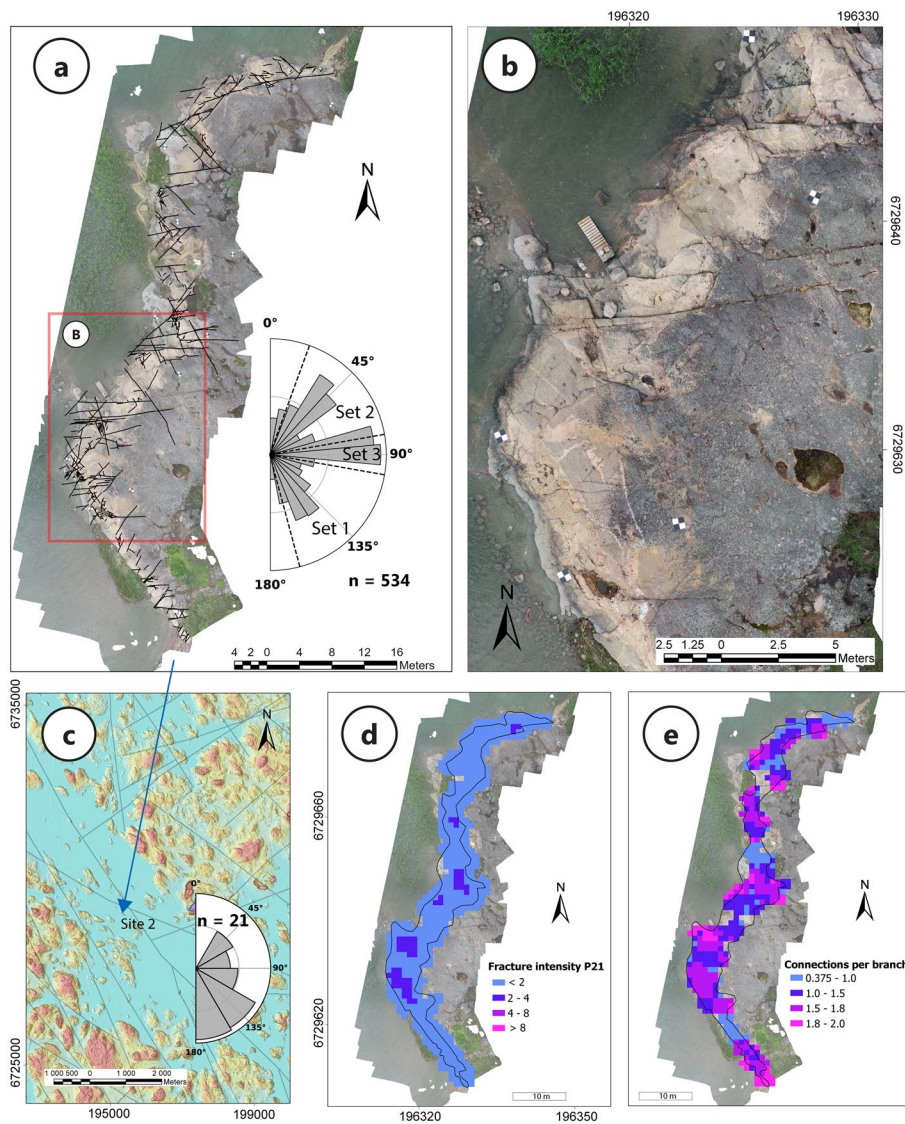 a
N
B
0°
45°
Set 2
Set 3
90°
Set 1
135°
180°
n = 534
4 2 0 4 8 12 16
Meters
196320
196330
b
6729640
6729630
N
2.5 1.25 0 2.5 5
Meters
6735000
6725000
c
N
Site 2
0°
n = 21
45°
90°
135°
180°
1 000 500 0 1 000 2 000
Meters
195000
199000
d
6729660
6729620
N
Fracture intensity P21
< 2
2 - 4
4 - 8
> 8
10 m
196320
196350
e
N
Connections per branch
0.375 - 1.0
1.0 - 1.5
1.5 - 1.8
1.8 - 2.0
10 m